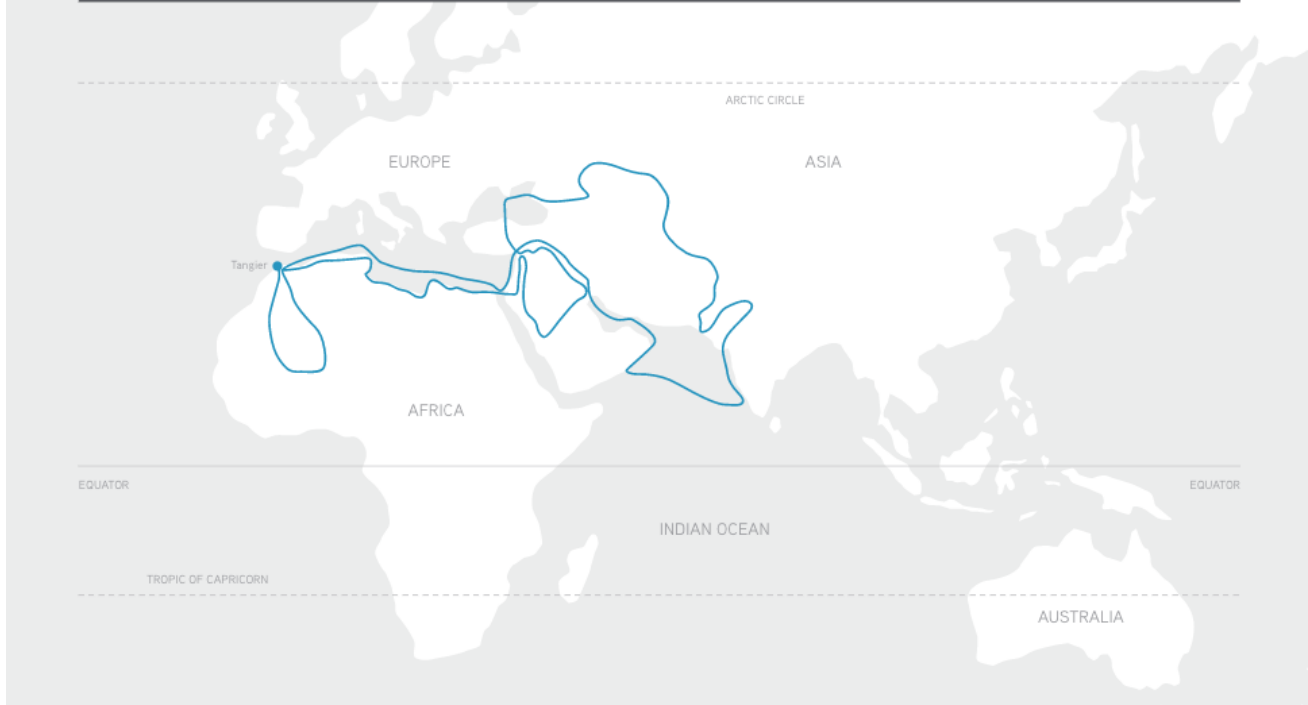 ARCTIC CIRCLE
EUROPE
ASIA
Tangier
AFRICA
EQUATOR
EQUATOR
INDIAN OCEAN
TROPIC OF CAPRICORN
AUSTRALIA